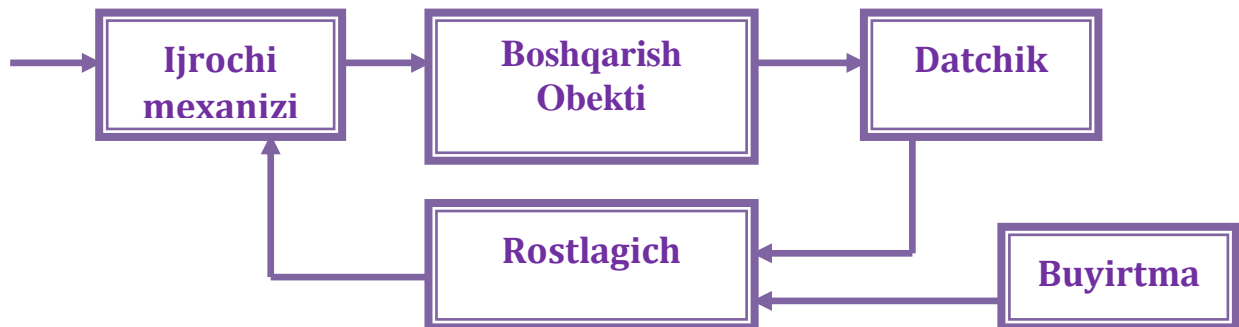 Ijrochi
mexanizi
Boshqarish
Obekti
Datchik
Rostlagich
Buyirtma